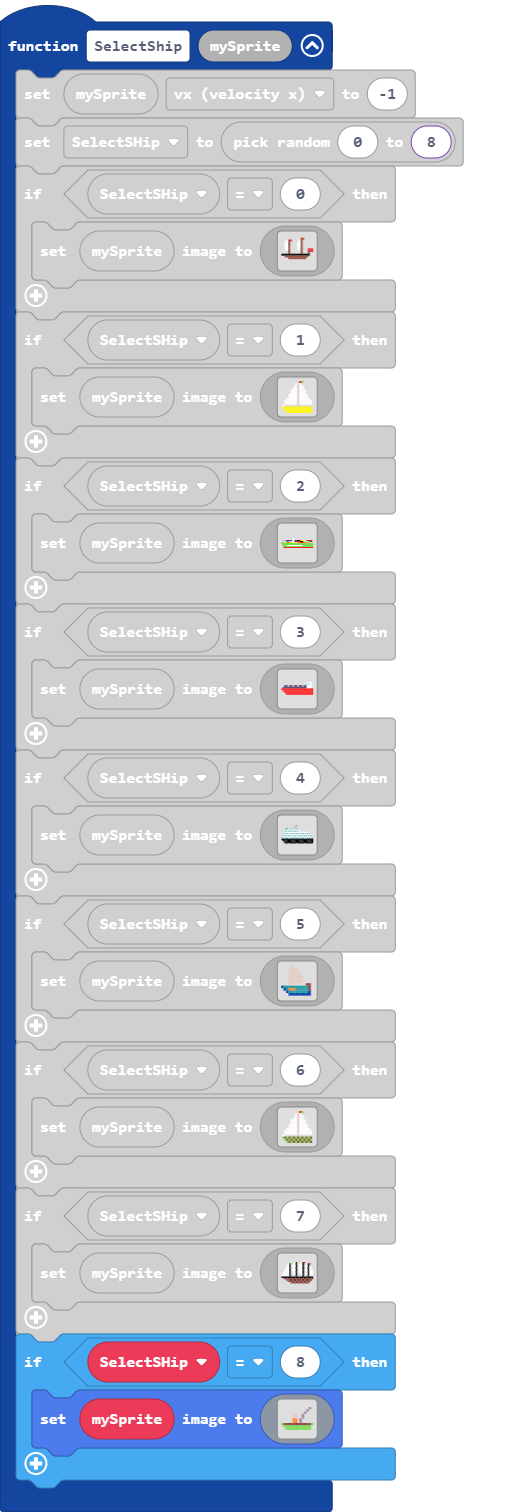 function SelectShip mySprite
set mySprite vx (velocity x) to -1
set SelectSHip to pick random 0 to 8
if SelectSHip = 0 then
set mySprite image to
if SelectSHip = 1 then
set mySprite image to
if SelectSHip = 2 then
set mySprite image to
if SelectSHip = 3 then
set mySprite image to
if SelectSHip = 4 then
set mySprite image to
if SelectSHip = 5 then
set mySprite image to
if SelectSHip = 6 then
set mySprite image to
if SelectSHip = 7 then
set mySprite image to
if SelectSHip = 8 then
set mySprite image to